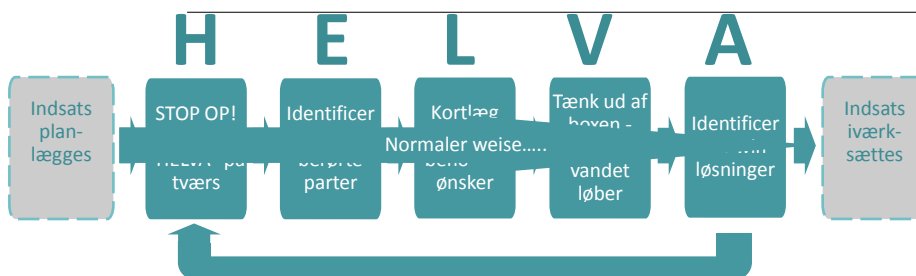 H E L V A
Indsats
plan-
lægges
STOP OP!
tværs
Identificer
parter
Kortlæg
ønsker
Normaler weise…..
Tænk ud af
vandet
løber
Identificer
løsninger
Indsats
iværk-
sættes